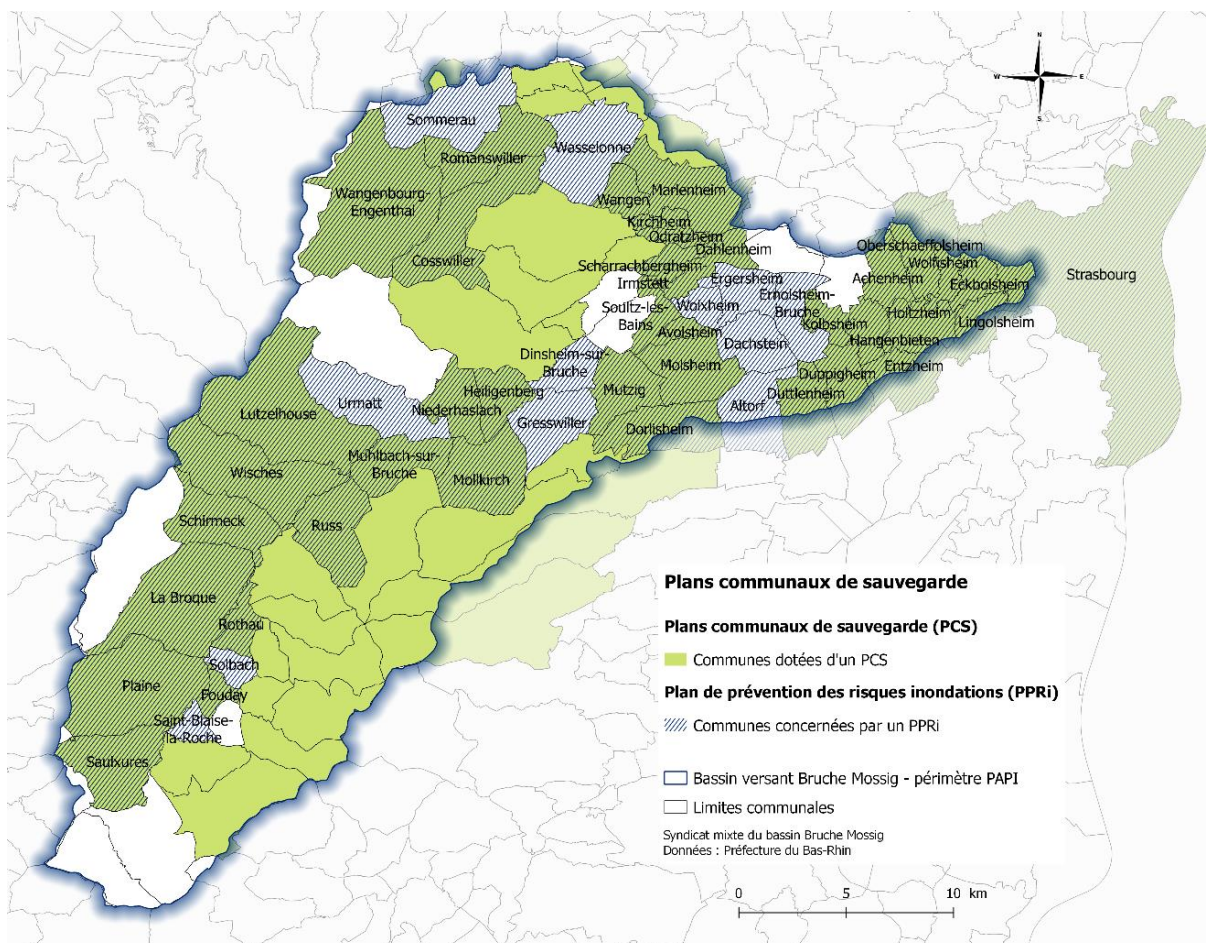 N
W
E
S
Sommerau
Romanswiller
Wasselonne
Wangenbourg-
Engenthal
Wangen
Marlenheim
Kirchheim
Odratzheim
Dahlenheim
Cosswiller
Scharrachbergheim-
Irmstett
Oberschaeffolsheim
Wolfisheim
Achenheim
Eckbolsheim
Strasbourg
Ergersheim
Ernolsheim-
Bruche
Wolxheim
Soultz-les-
Bains
Avolsheim
Kolbsheim
Holtzheim
Lingolsheim
Hangenbieten
Dachstein
Entzheim
Dinsheim-sur-
Bruche
Molsheim
Duppigheim
Duttlenheim
Heiligenberg
Mutzig
Altorf
Urmatt
Niederhaslach
Gresswiller
Dorlisheim
Lutzelhouse
Muhlbach-sur-
Bruche
Mollkirch
Wisches
Schirmeck
Russ
La Broque
Rothau
Solbach
Plaine
Fouday
Saint-Blaise-
la-Roche
Saulxures
Plans communaux de sauvegarde
Plans communaux de sauvegarde (PCS)
Communes dotées d'un PCS
Plan de prévention des risques inondations (PPRi)
Communes concernées par un PPRi
Bassin versant Bruche Mossig - périmètre PAPI
Limites communales
Syndicat mixte du bassin Bruche Mossig
Données : Préfecture du Bas-Rhin
0 5 10 km